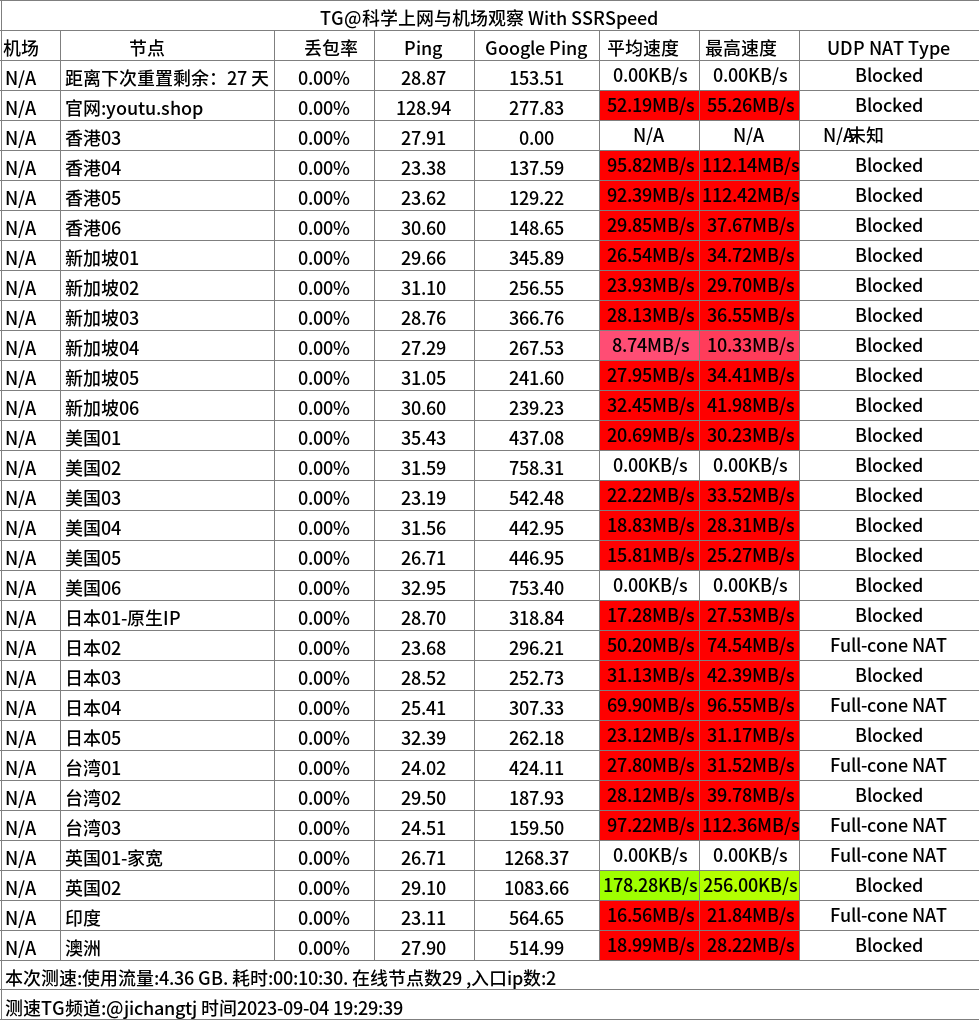 TG@科学上网与机场观察 With SSRSpeed
机场 节点 丢包率 Ping Google Ping 平均速度 最高速度 UDP NAT Type
N/A 距离下次重置剩余：27 天 0.00% 28.87 153.51 0.00KB/s 0.00KB/s Blocked
N/A 官网:youtu.shop 0.00% 128.94 277.83 52.19MB/s 55.26MB/s Blocked
N/A 香港03 0.00% 27.91 0.00 N/A N/A N/A未知
N/A 香港04 0.00% 23.38 137.59 95.82MB/s 112.14MB/s Blocked
N/A 香港05 0.00% 23.62 129.22 92.39MB/s 112.42MB/s Blocked
N/A 香港06 0.00% 30.60 148.65 29.85MB/s 37.67MB/s Blocked
N/A 新加坡01 0.00% 29.66 345.89 26.54MB/s 34.72MB/s Blocked
N/A 新加坡02 0.00% 31.10 256.55 23.93MB/s 29.70MB/s Blocked
N/A 新加坡03 0.00% 28.76 366.76 28.13MB/s 36.55MB/s Blocked
N/A 新加坡04 0.00% 27.29 267.53 8.74MB/s 10.33MB/s Blocked
N/A 新加坡05 0.00% 31.05 241.60 27.95MB/s 34.41MB/s Blocked
N/A 新加坡06 0.00% 30.60 239.23 32.45MB/s 41.98MB/s Blocked
N/A 美国01 0.00% 35.43 437.08 20.69MB/s 30.23MB/s Blocked
N/A 美国02 0.00% 31.59 758.31 0.00KB/s 0.00KB/s Blocked
N/A 美国03 0.00% 23.19 542.48 22.22MB/s 33.52MB/s Blocked
N/A 美国04 0.00% 31.56 442.95 18.83MB/s 28.31MB/s Blocked
N/A 美国05 0.00% 26.71 446.95 15.81MB/s 25.27MB/s Blocked
N/A 美国06 0.00% 32.95 753.40 0.00KB/s 0.00KB/s Blocked
N/A 日本01-原生IP 0.00% 28.70 318.84 17.28MB/s 27.53MB/s Blocked
N/A 日本02 0.00% 23.68 296.21 50.20MB/s 74.54MB/s Full-cone NAT
N/A 日本03 0.00% 28.52 252.73 31.13MB/s 42.39MB/s Blocked
N/A 日本04 0.00% 25.41 307.33 69.90MB/s 96.55MB/s Full-cone NAT
N/A 日本05 0.00% 32.39 262.18 23.12MB/s 31.17MB/s Blocked
N/A 台湾01 0.00% 24.02 424.11 27.80MB/s 31.52MB/s Full-cone NAT
N/A 台湾02 0.00% 29.50 187.93 28.12MB/s 39.78MB/s Blocked
N/A 台湾03 0.00% 24.51 159.50 97.22MB/s 112.36MB/s Full-cone NAT
N/A 英国01-家宽 0.00% 26.71 1268.37 0.00KB/s 0.00KB/s Full-cone NAT
N/A 英国02 0.00% 29.10 1083.66 178.28KB/s 256.00KB/s Blocked
N/A 印度 0.00% 23.11 564.65 16.56MB/s 21.84MB/s Full-cone NAT
N/A 澳洲 0.00% 27.90 514.99 18.99MB/s 28.22MB/s Blocked
本次测速:使用流量:4.36 GB. 耗时:00:10:30. 在线节点数29 ,入口ip数:2
测速TG频道:@jichangtj 时间2023-09-04 19:29:39